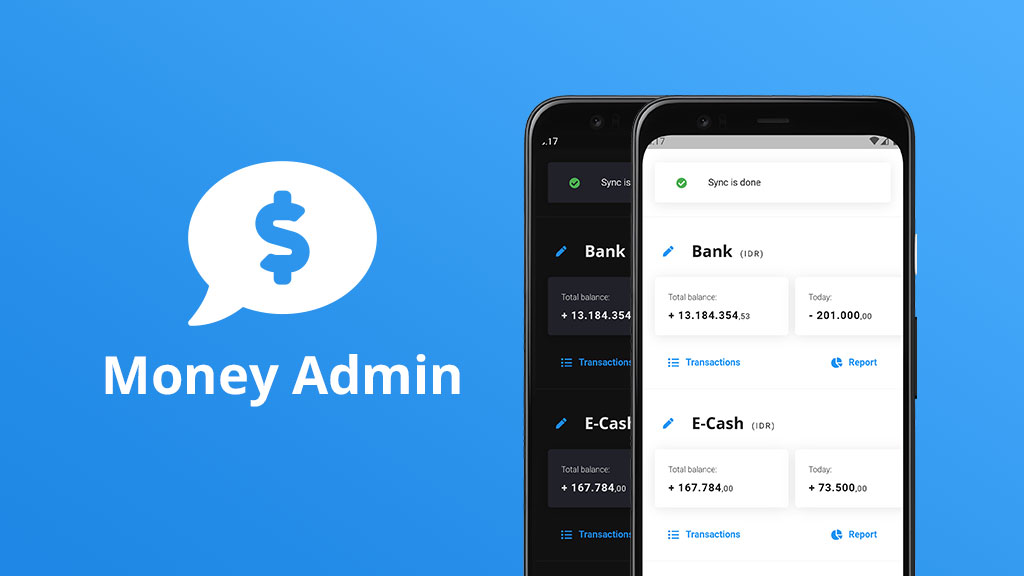 $
Money Admin
.17
Sync is
Bank
Total balance:
+ 13.184.354
Transactions
E-Cash
Total balance:
+ 167.784,00
Transactions
:17
Sync is done
Bank (IDR)
Total balance:
+ 13.184.354,53
Today:
- 201.000,00
Transactions
Report
E-Cash (IDR)
Total balance:
+ 167.784,00
Today:
+ 73.500,00
Transactions
Report